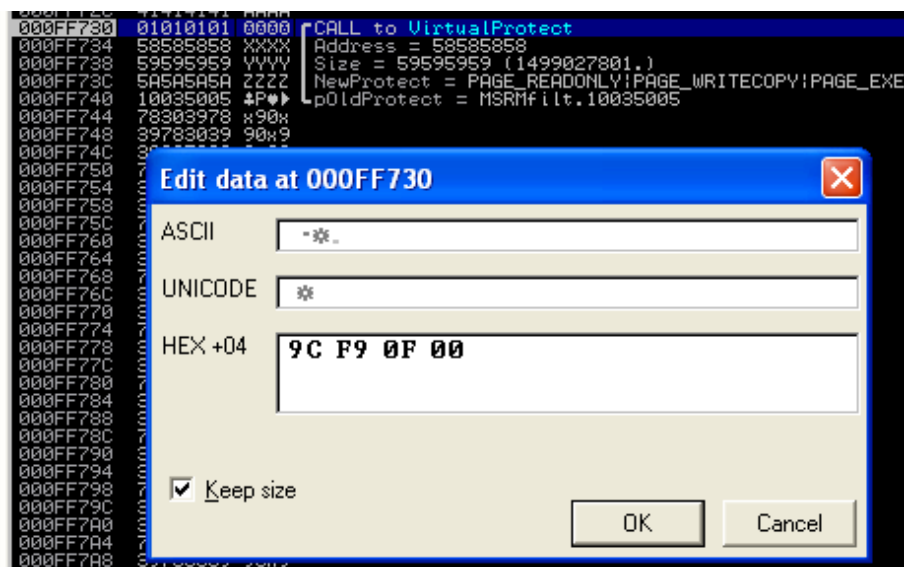 000FF730 01010101 0000 CALL to VirtualProtect
000FF734 58585858 XXXX Address = 58585858
000FF738 59595959 YYYY Size = 59595959 (1499027801.)
000FF73C 5A5A5A5A ZZZZ NewProtect = PAGE_READONLY|PAGE_WRITECOPY|PAGE_EXE
000FF740 10035005 ♣P♥► pOldProtect = MSRMfilt.10035005
000FF744 78303978 x90x
000FF748 39783039 90x9
000FF74C
000FF750
000FF754
000FF758
000FF75C
000FF760
000FF764
000FF768
000FF76C
000FF770
000FF774
000FF778
000FF77C
000FF780
000FF784
000FF788
000FF78C
000FF790
000FF794
000FF798
000FF79C
000FF7A0
000FF7A4
000FF7A8
Edit data at 000FF730
ASCII
UNICODE
HEX +04 9C F9 0F 00
Keep size
OK Cancel